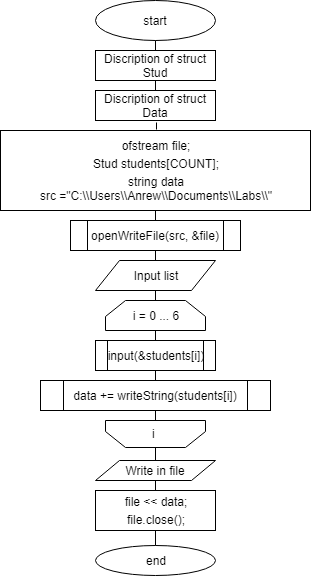 start
Discription of struct
Stud
Discription of struct
Data
ofstream file;
Stud students[COUNT];
string data
src ="C:\\Users\\Anrew\\Documents\\Labs\\"
openWriteFile(src, &file)
Input list
i = 0 ... 6
input(&students[i])
data += writeString(students[i])
i
Write in file
file << data;
file.close();
end